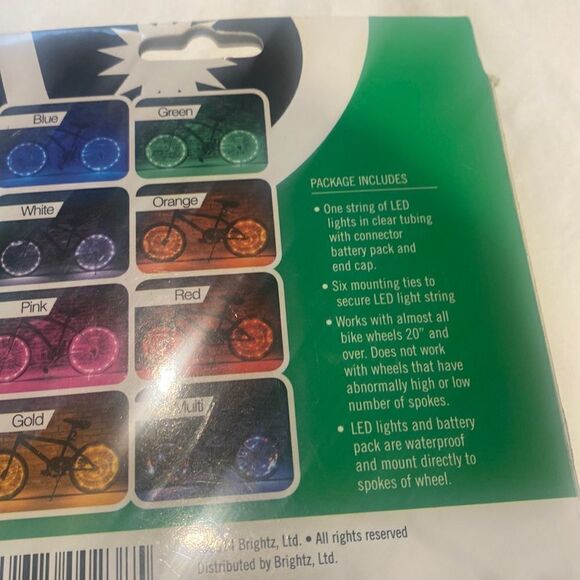 Blue
Green
White
Orange
Pink
Red
Gold
Multi
PACKAGE INCLUDES
• One string of LED
lights in clear tubing
with connector
battery pack and
end cap.
• Six mounting ties to
secure LED light string
• Works with almost all
bike wheels 20" and
over. Does not work
with wheels that have
abnormally high or low
number of spokes.
• LED lights and battery
pack are waterproof
and mount directly to
spokes of wheel.
Brightz, Ltd. • All rights reserved
Distributed by Brightz, Ltd.